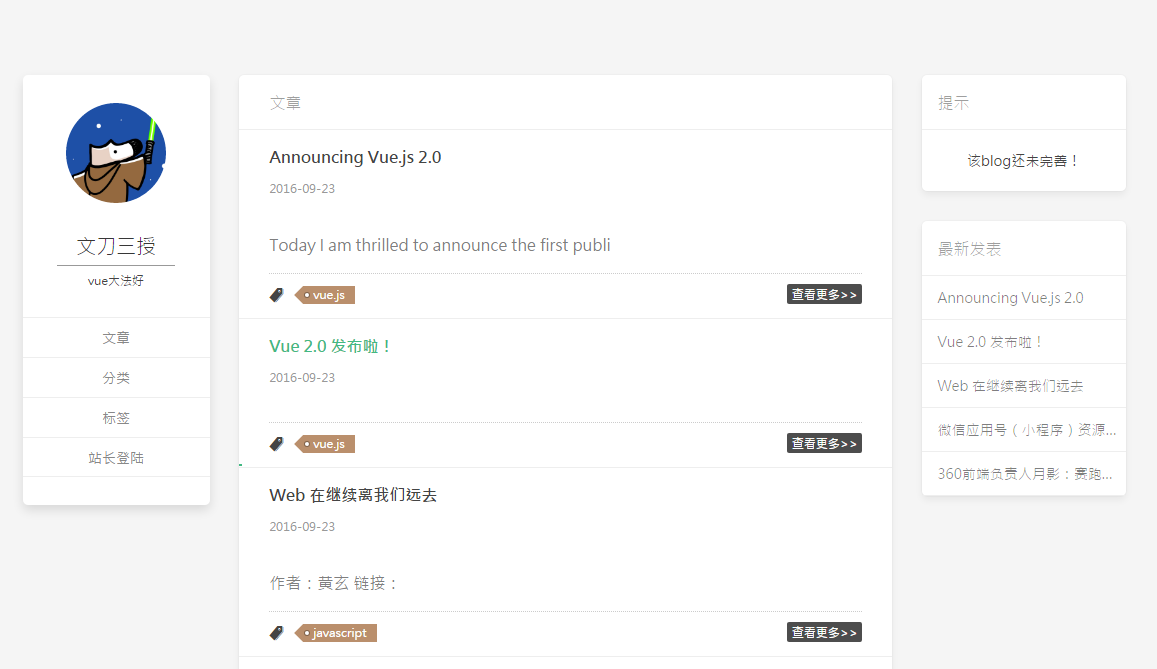 文刀三授
vue大法好
文章
分类
标签
站长登陆
文章
Announcing Vue.js 2.0
2016-09-23
Today I am thrilled to announce the first publi
vue.js
查看更多>>
Vue 2.0 发布啦！
2016-09-23
vue.js
查看更多>>
Web 在继续离我们远去
2016-09-23
作者：黄玄 链接：
javascript
查看更多>>
提示
该blog还未完善！
最新发表
Announcing Vue.js 2.0
Vue 2.0 发布啦！
Web 在继续离我们远去
微信应用号（小程序）资源...
360前端负责人月影：赛跑...